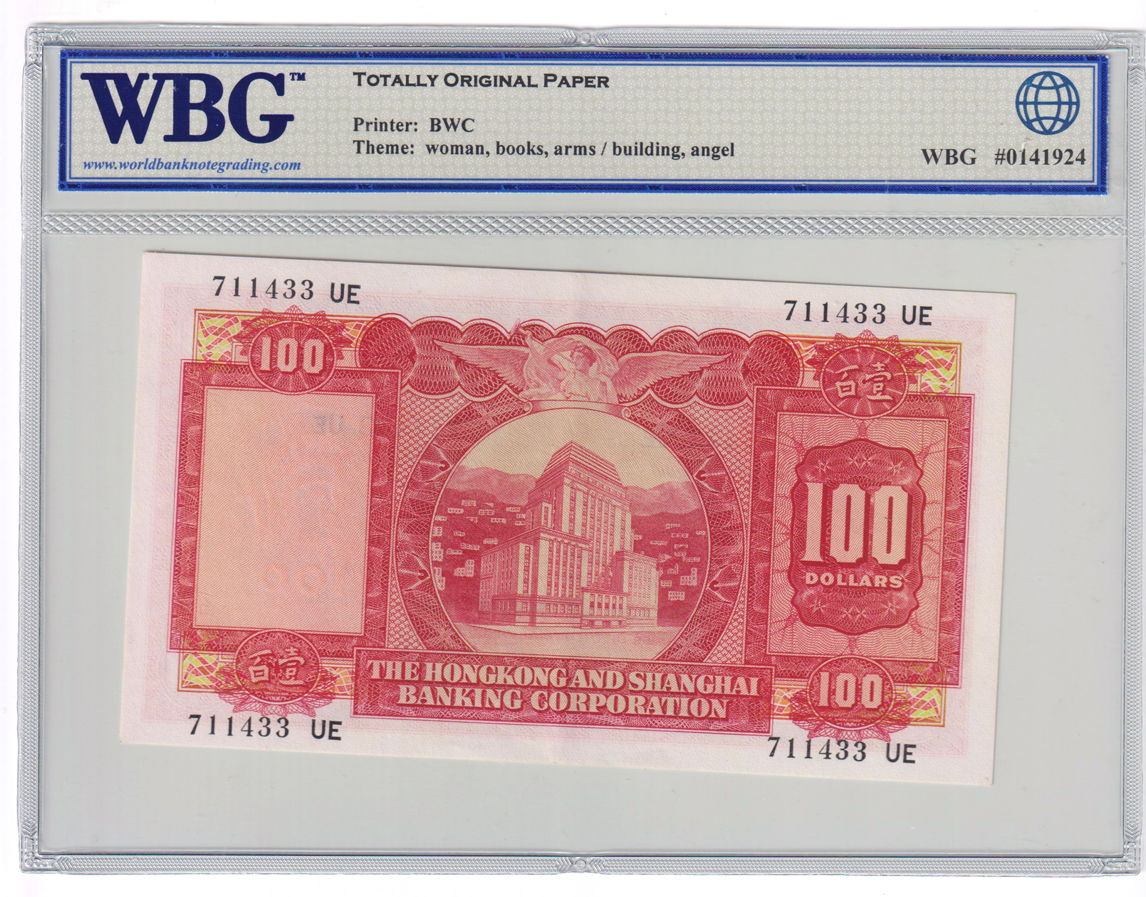 WBG™
www.worldbanknotegrading.com
TOTALLY ORIGINAL PAPER
Printer: BWC
Theme: woman, books, arms / building, angel
WBG #0141924
711433 UE
711433 UE
100
百壹
100
DOLLARS
百壹
THE HONGKONG AND SHANGHAI
BANKING CORPORATION
100
711433 UE
711433 UE